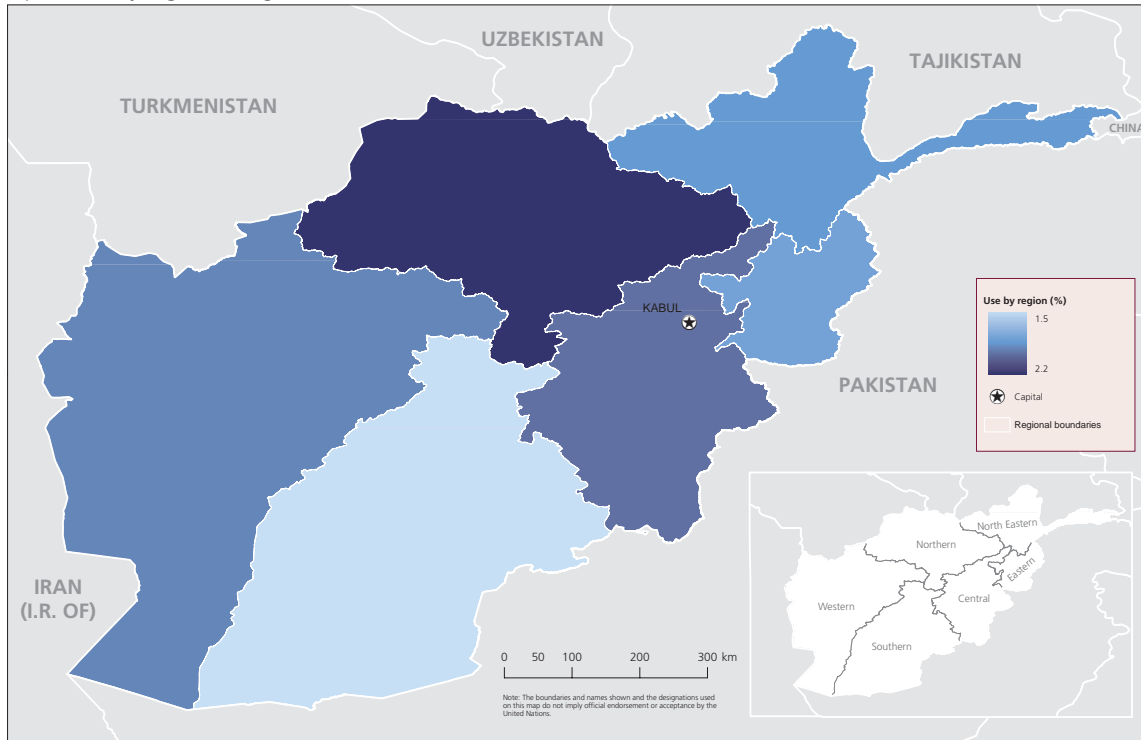 UZBEKISTAN
TAJIKISTAN
TURKMENISTAN
CHINA
KABUL
Use by region (%)
1.5
2.2
Capital
Regional boundaries
PAKISTAN
IRAN
(I.R. OF)
North Eastern
Northern
Eastern
Western
Central
Southern
0 50 100 200 300 km
Note: The boundaries and names shown and the designations used
on this map do not imply official endorsement or acceptance by the
United Nations.